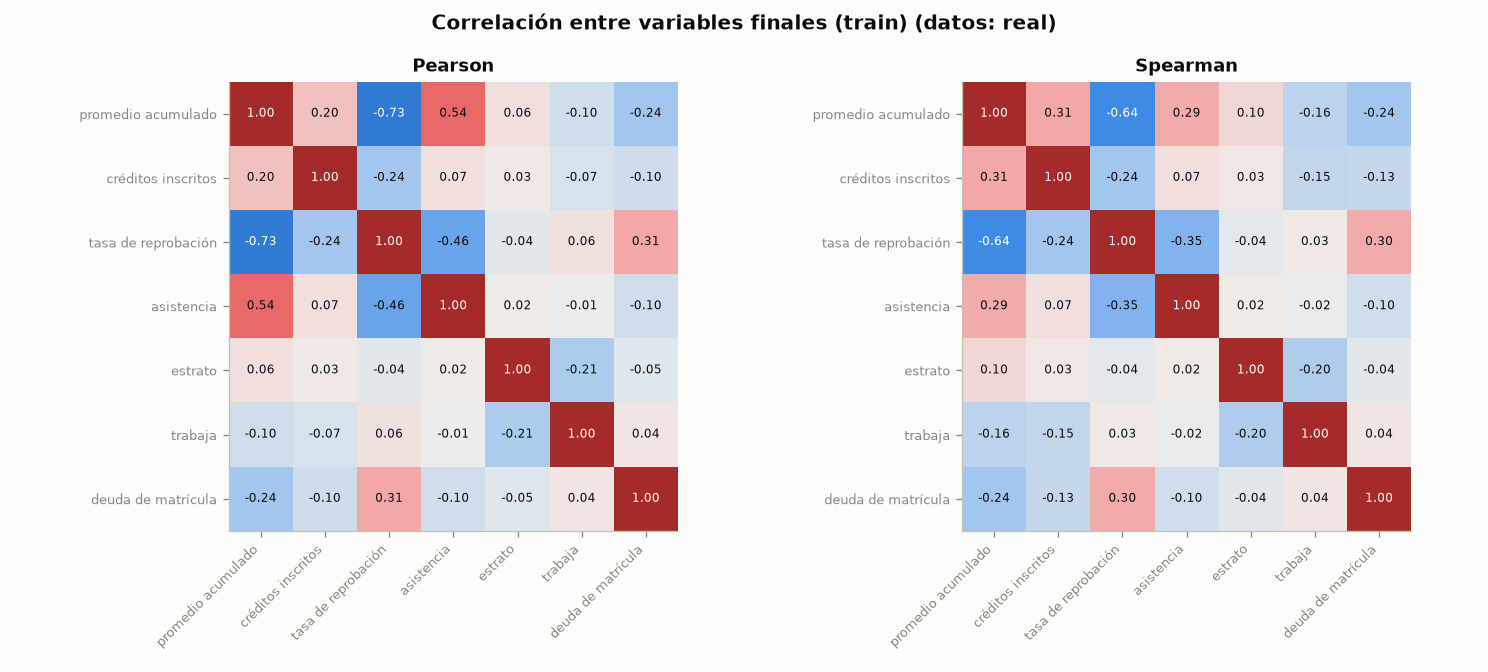 Correlación entre variables finales (train) (datos: real)
Pearson
promedio acumulado 1.00 0.20 -0.73 0.54 0.06 -0.10 -0.24
créditos inscritos 0.20 1.00 -0.24 0.07 0.03 -0.07 -0.10
tasa de reprobación -0.73 -0.24 1.00 -0.46 -0.04 0.06 0.31
asistencia 0.54 0.07 -0.46 1.00 0.02 -0.01 -0.10
estrato 0.06 0.03 -0.04 0.02 1.00 -0.21 -0.05
trabaja -0.10 -0.07 0.06 -0.01 -0.21 1.00 0.04
deuda de matrícula -0.24 -0.10 0.31 -0.10 -0.05 0.04 1.00
promedio acumulado
créditos inscritos
tasa de reprobación
asistencia
estrato
trabaja
deuda de matrícula
Spearman
promedio acumulado 1.00 0.31 -0.64 0.29 0.10 -0.16 -0.24
créditos inscritos 0.31 1.00 -0.24 0.07 0.03 -0.15 -0.13
tasa de reprobación -0.64 -0.24 1.00 -0.35 -0.04 0.03 0.30
asistencia 0.29 0.07 -0.35 1.00 0.02 -0.02 -0.10
estrato 0.10 0.03 -0.04 0.02 1.00 -0.20 -0.04
trabaja -0.16 -0.15 0.03 -0.02 -0.20 1.00 0.04
deuda de matrícula -0.24 -0.13 0.30 -0.10 -0.04 0.04 1.00
promedio acumulado
créditos inscritos
tasa de reprobación
asistencia
estrato
trabaja
deuda de matrícula